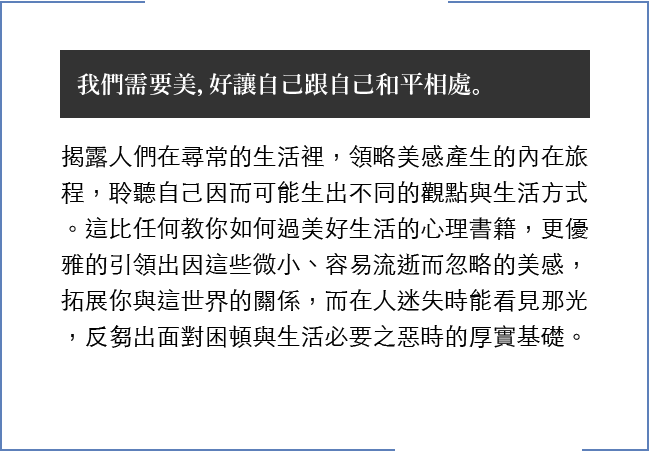 我們需要美，好讓自己跟自己和平相處。
揭露人們在尋常的生活裡，領略美感產生的內在旅
程，聆聽自己因而可能生出不同的觀點與生活方式
。這比任何教你如何過美好生活的心理書籍，更優
雅的引領出因這些微小、容易流逝而忽略的美感，
拓展你與這世界的關係，而在人迷失時能看見那光
，反芻出面對困頓與生活必要之惡時的厚實基礎。